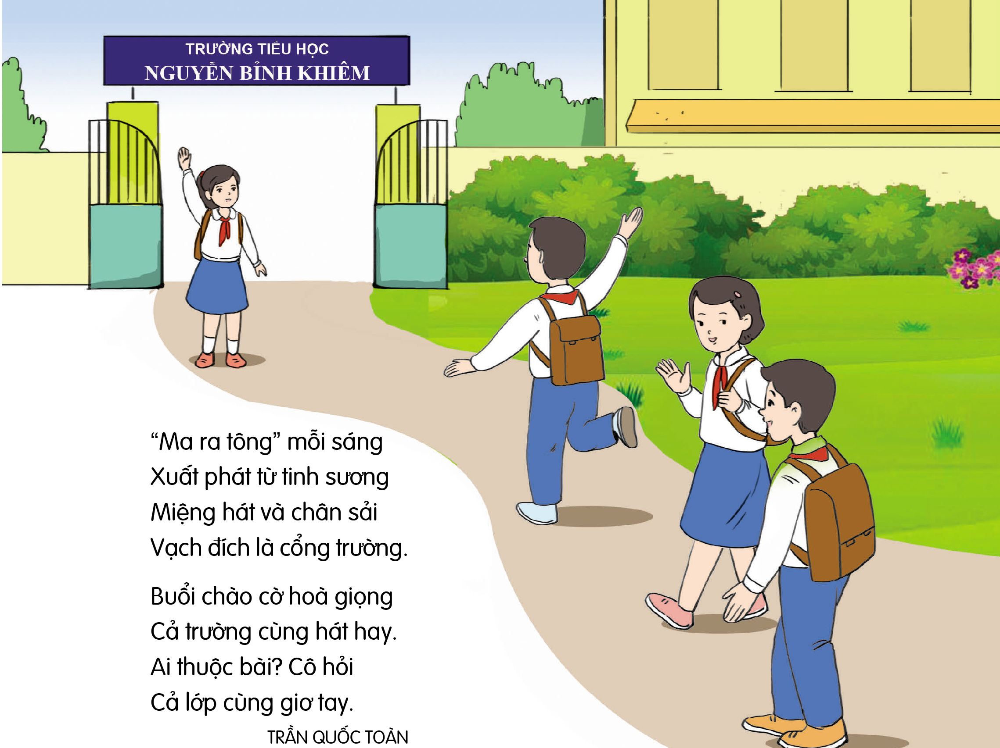 TRƯỜNG TIỂU HỌC
NGUYỄN BỈNH KHIÊM
“Ma ra tông” mỗi sáng
Xuất phát từ tinh sương
Miệng hát và chân sải
Vạch đích là cổng trường.
Buổi chào cờ hoà giọng
Cả trường cùng hát hay.
Ai thuộc bài? Cô hỏi
Cả lớp cùng giơ tay.
TRẦN QUỐC TOÀN